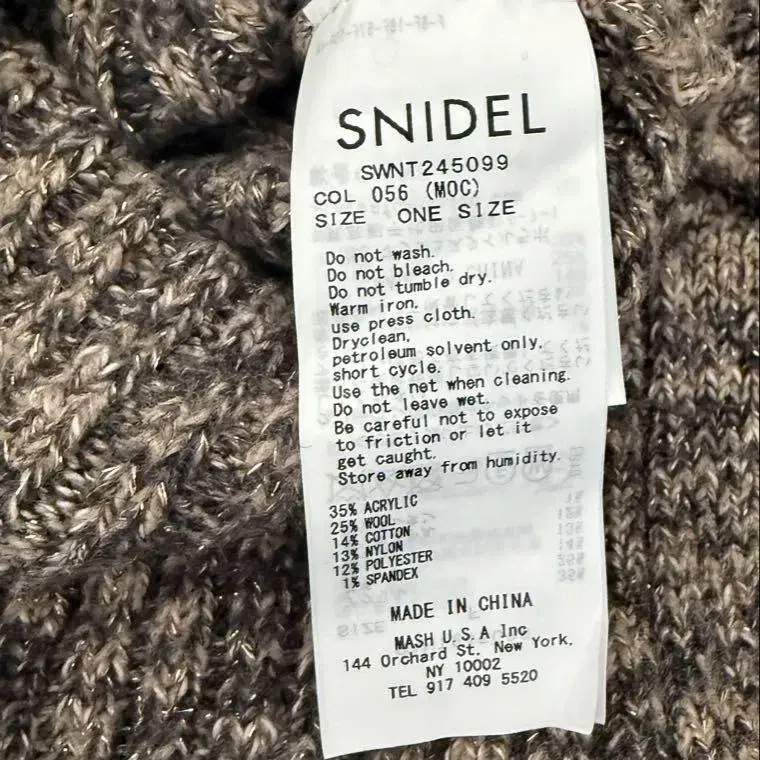 SNIDEL
SWNT245099
COL 056 (MOC)
SIZE ONE SIZE
Do not wash.
Do not bleach.
Do not tumble dry.
Warm iron.
use press cloth.
Dryclean,
petroleum solvent only,
short cycle.
Use the net when cleaning.
Do not leave wet.
Be careful not to expose
to friction or let it
get caught.
Store away from humidity.
35% ACRYLIC
25% WOOL
14% COTTON
13% NYLON
12% POLYESTER
1% SPANDEX
MADE IN CHINA
MASH U.S.A Inc
144 Orchard St. New York,
NY 10002
TEL 917 409 5520